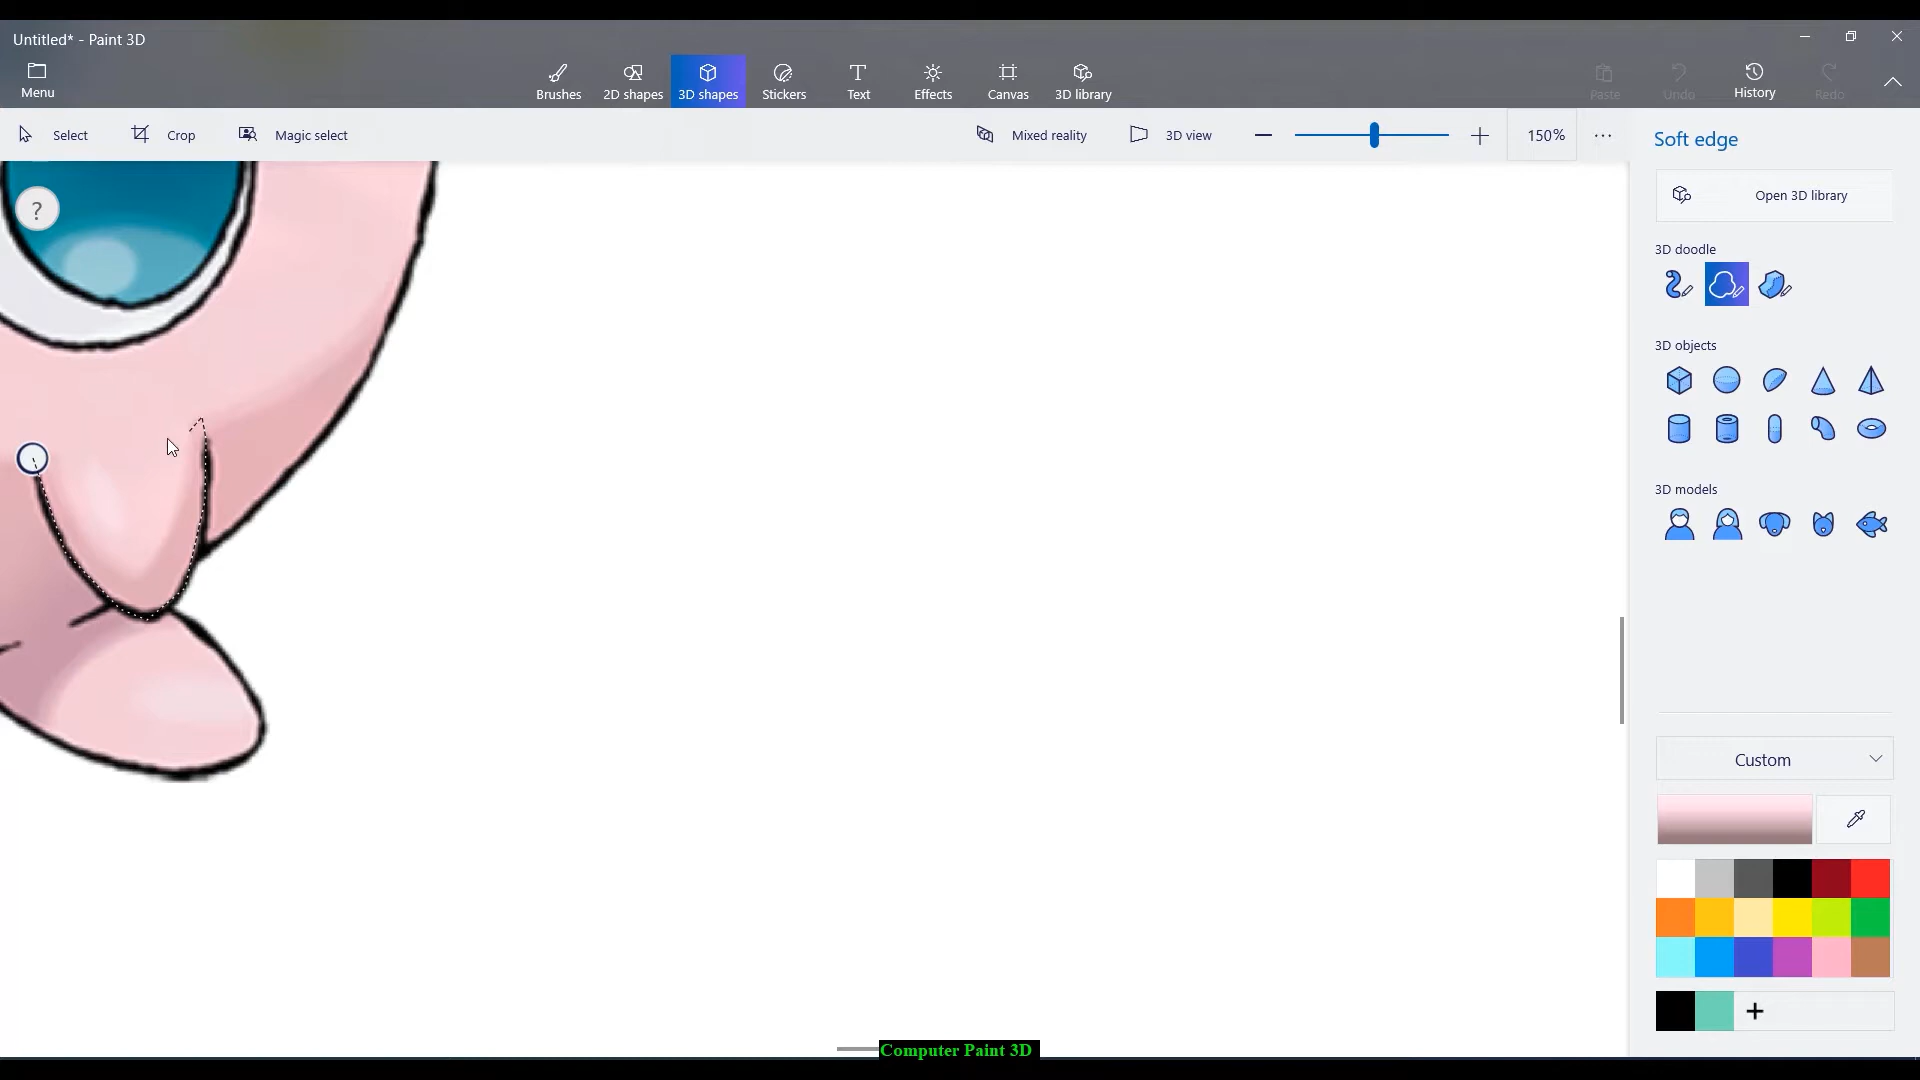 Untitled* - Paint 3D
Menu
Brushes
2D shapes
3D shapes
Stickers
Text
Effects
Canvas
3D library
Paste
Undo
History
Redo
Select
Crop
Magic select
Mixed reality
3D view
150%
Soft edge
?
Open 3D library
3D doodle
3D objects
3D models
Custom
Computer Paint 3D